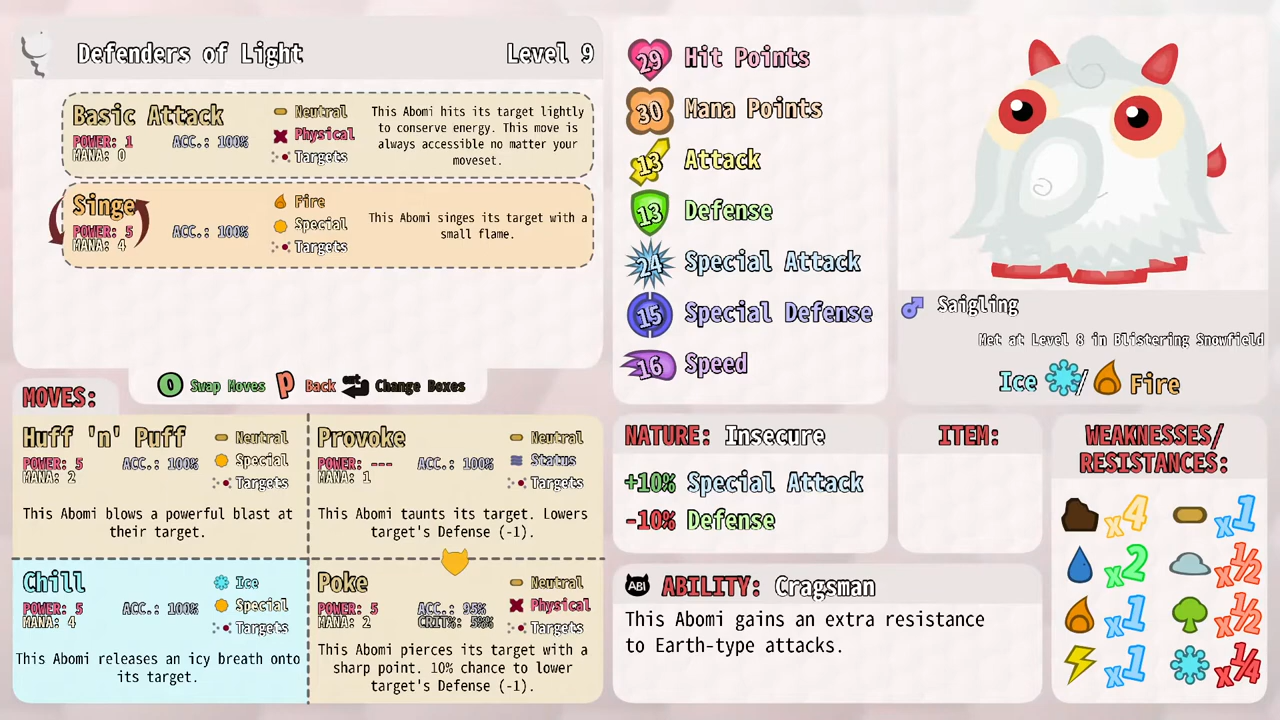 Defenders of Light
Level 9
Basic Attack
POWER: 1
ACC.: 100%
MANA: 0
Neutral
Physical
Targets
This Abomi hits its target lightly
to conserve energy. This move is
always accessible no matter your
moveset.
Singe
POWER: 5
ACC.: 100%
MANA: 4
Fire
Special
Targets
This Abomi singes its target with a
small flame.
O Swap Moves
P Back
Change Boxes
MOVES:
Huff 'n' Puff
POWER: 5
ACC.: 100%
MANA: 2
Neutral
Special
Targets
This Abomi blows a powerful blast at
their target.
Provoke
POWER: ---
ACC.: 100%
MANA: 1
Neutral
Status
Targets
This Abomi taunts its target. Lowers
target's Defense (-1).
Chill
POWER: 5
ACC.: 100%
MANA: 4
Ice
Special
Targets
This Abomi releases an icy breath onto
its target.
Poke
POWER: 5
ACC.: 95%
MANA: 2
CRIT%: 5%
Neutral
Physical
Targets
This Abomi pierces its target with a
sharp point. 10% chance to lower
target's Defense (-1).
29 Hit Points
30 Mana Points
13 Attack
13 Defense
24 Special Attack
15 Special Defense
16 Speed
Saigling
Met at Level 8 in Blistering Snowfield
Ice / Fire
NATURE: Insecure
+10% Special Attack
-10% Defense
ITEM:
ABI ABILITY: Cragsman
This Abomi gains an extra resistance
to Earth-type attacks.
WEAKNESSES/
RESISTANCES:
x4 x1
x2 x1/2
x1 x1/2
x1 x1/4